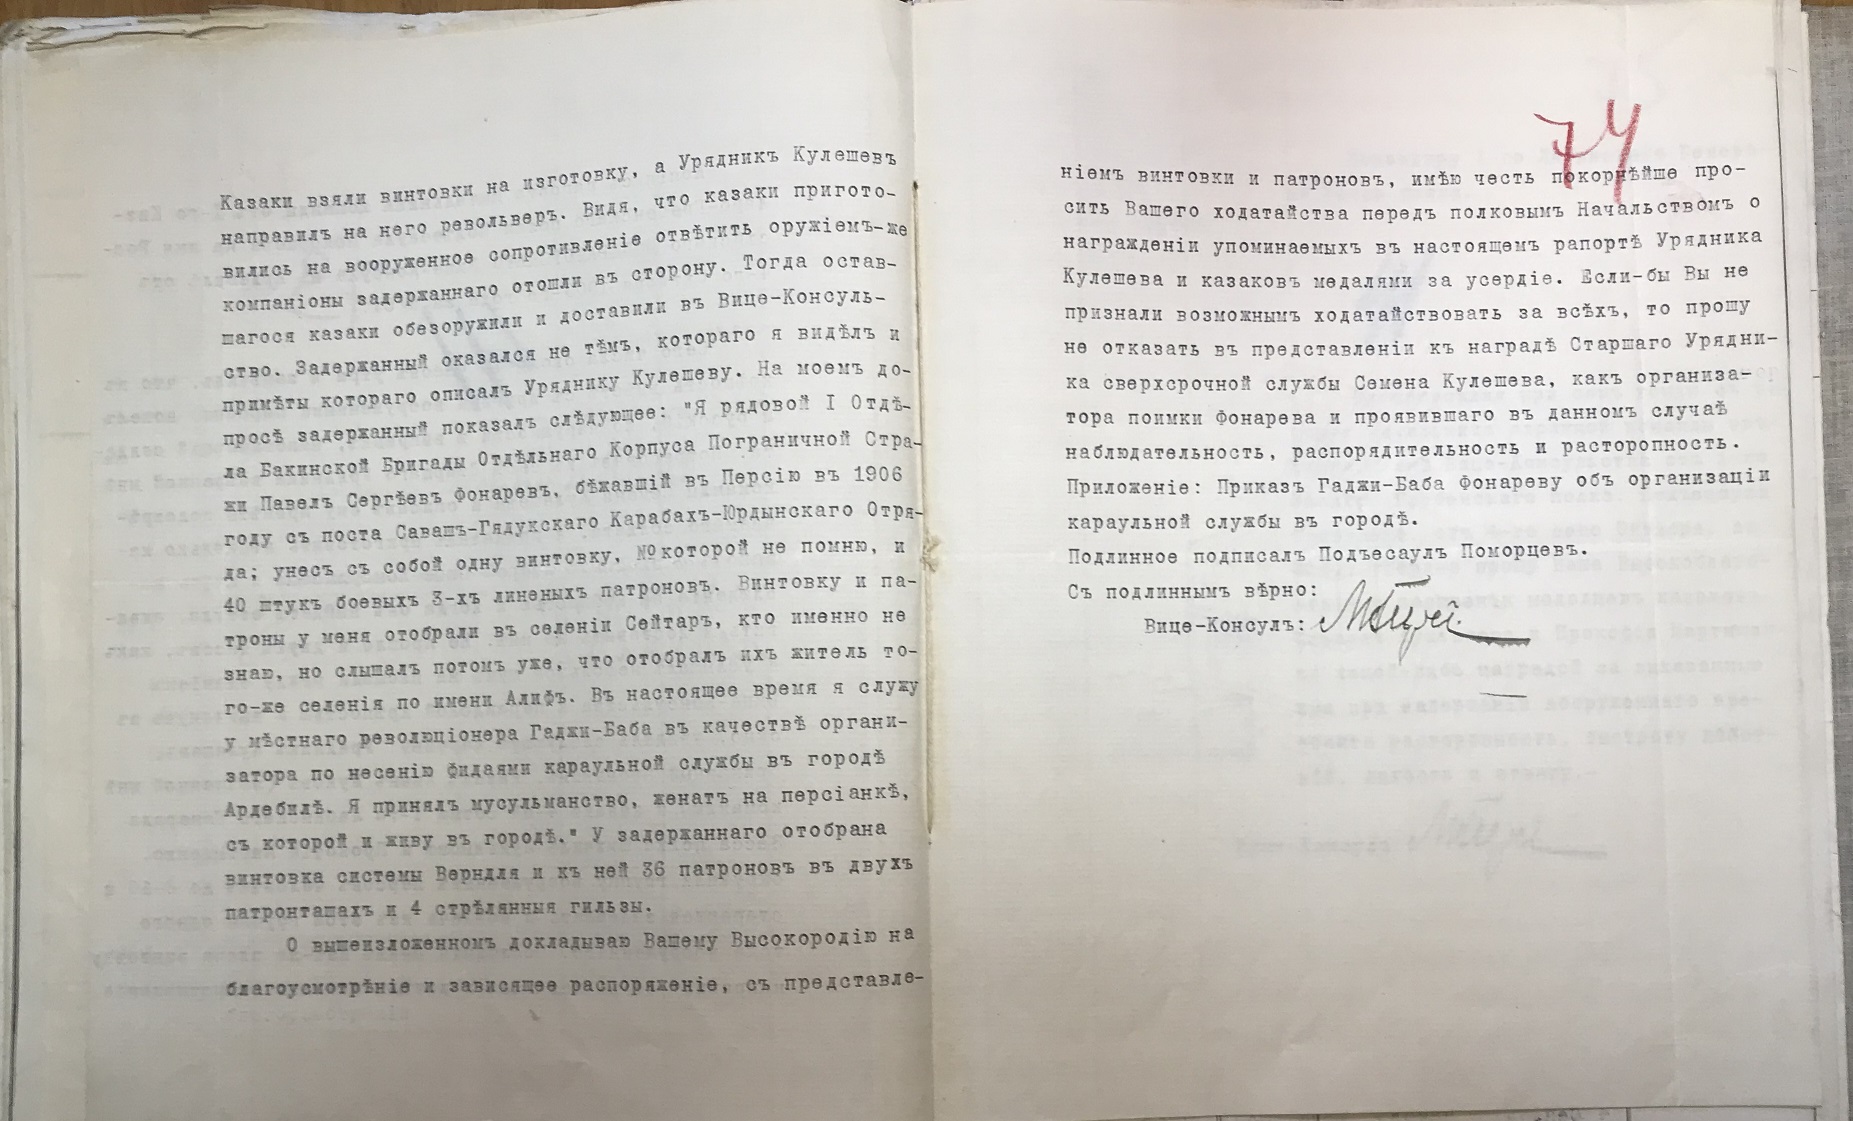 Казаки взяли винтовки на изготовку, а Урядникъ Кулешевъ
направилъ на него револьверъ. Видя, что казаки пригото-
вились на вооруженное сопротивленіе отвѣтить оружіемъ-же
компаніоны задержаннаго отошли въ сторону. Тогда остав-
шагося казаки обезоружили и доставили въ Вице-Консуль-
ство. Задержанный оказался не тѣмъ, котораго я видѣлъ и
примѣты котораго описалъ Уряднику Кулешеву. На моемъ до-
просѣ задержанный показалъ слѣдующее: "Я рядовой I Отдѣ-
ла Бакинской Бригады Отдѣльнаго Корпуса Пограничной Стра-
жи Павелъ Сергѣевъ Фонаревъ, бѣжавшій въ Персію въ 1906
году съ поста Савашъ-Гядукскаго Карабахъ-Юрдынскаго Отря-
да; унесъ съ собой одну винтовку, № которой не помню, и
40 штукъ боевыхъ 3-хъ линеныхъ патроновъ. Винтовку и па-
троны у меня отобрали въ селеніи Сейтаръ, кто именно не
знаю, но слышалъ потомъ уже, что отобралъ ихъ житель то-
го-же селенія по имени Алифъ. Въ настоящее время я служу
у мѣстнаго революціонера Гаджи-Баба въ качествѣ органи-
затора по несенію фидаями караульной службы въ городѣ
Ардебилѣ. Я принялъ мусульманство, женатъ на персіанкѣ,
съ которой и живу въ городѣ." У задержаннаго отобрана
винтовка системы Верндля и къ ней 36 патроновъ въ двухъ
патронташахъ и 4 стрѣлянныя гильзы.
О вышеизложенномъ докладываю Вашему Высокородію на
благоусмотрѣніе и зависящее распоряженіе, съ представле-
74
ніемъ винтовки и патроновъ, имѣю честь покорнѣйше про-
сить Вашего ходатайства передъ полковымъ Начальствомъ о
награжденіи упоминаемыхъ въ настоящемъ рапортѣ Урядника
Кулешева и казаковъ медалями за усердіе. Если-бы Вы не
признали возможнымъ ходатайствовать за всѣхъ, то прошу
не отказать въ представленіи къ наградѣ Старшаго Урядни-
ка сверхсрочной службы Семена Кулешева, какъ организа-
тора поимки Фонарева и проявившаго въ данномъ случаѣ
наблюдательность, распорядительность и расторопность.
Приложеніе: Приказъ Гаджи-Баба Фонареву объ организаціи
караульной службы въ городѣ.
Подлинное подписалъ Подъесаулъ Поморцевъ.
Съ подлиннымъ вѣрно:
Вице-Консулъ: